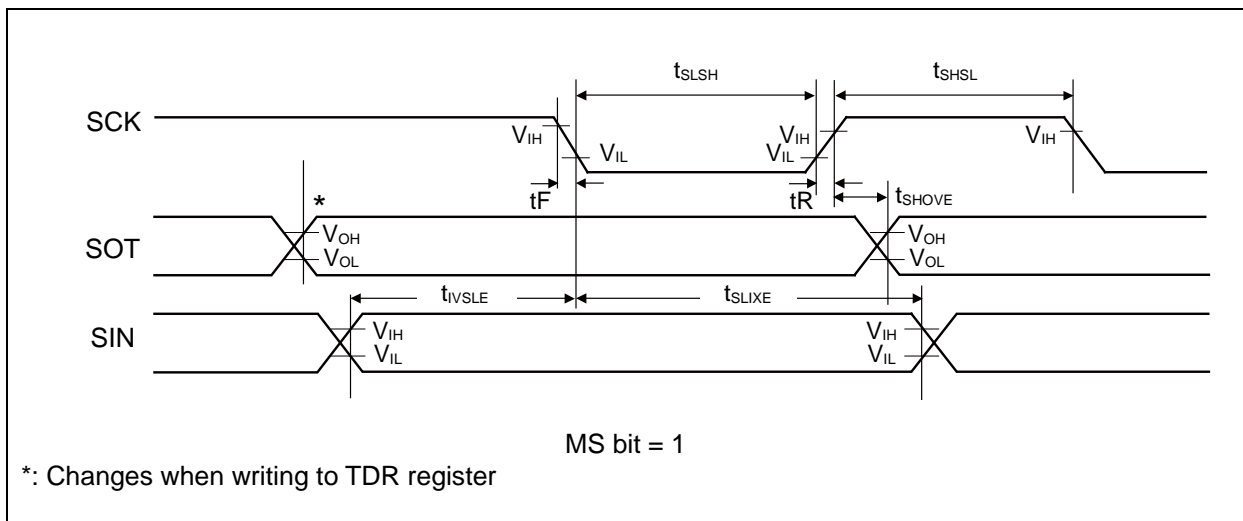 tSLSH tSHSL
SCK VIH VIL VIH VIL VIH
tF tR tSHOVE
*
SOT VOH VOL VOH VOL
tIVSLE tSLIXE
SIN VIH VIL VIH VIL
MS bit = 1
*: Changes when writing to TDR register